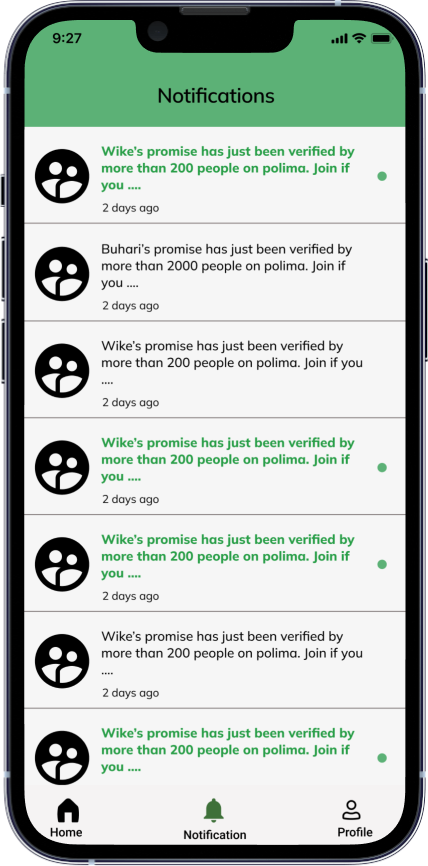 9:27
Notifications
Wike's promise has just been verified by
more than 200 people on polima. Join if
you ....
2 days ago
Buhari's promise has just been verified by
more than 2000 people on polima. Join if
you ....
2 days ago
Wike's promise has just been verified by
more than 200 people on polima. Join if you
....
2 days ago
Wike's promise has just been verified by
more than 200 people on polima. Join if
you ....
2 days ago
Wike's promise has just been verified by
more than 200 people on polima. Join if
you ....
2 days ago
Wike's promise has just been verified by
more than 200 people on polima. Join if you
....
2 days ago
Wike's promise has just been verified by
more than 200 people on polima. Join if
you ....
Home
Notification
Profile